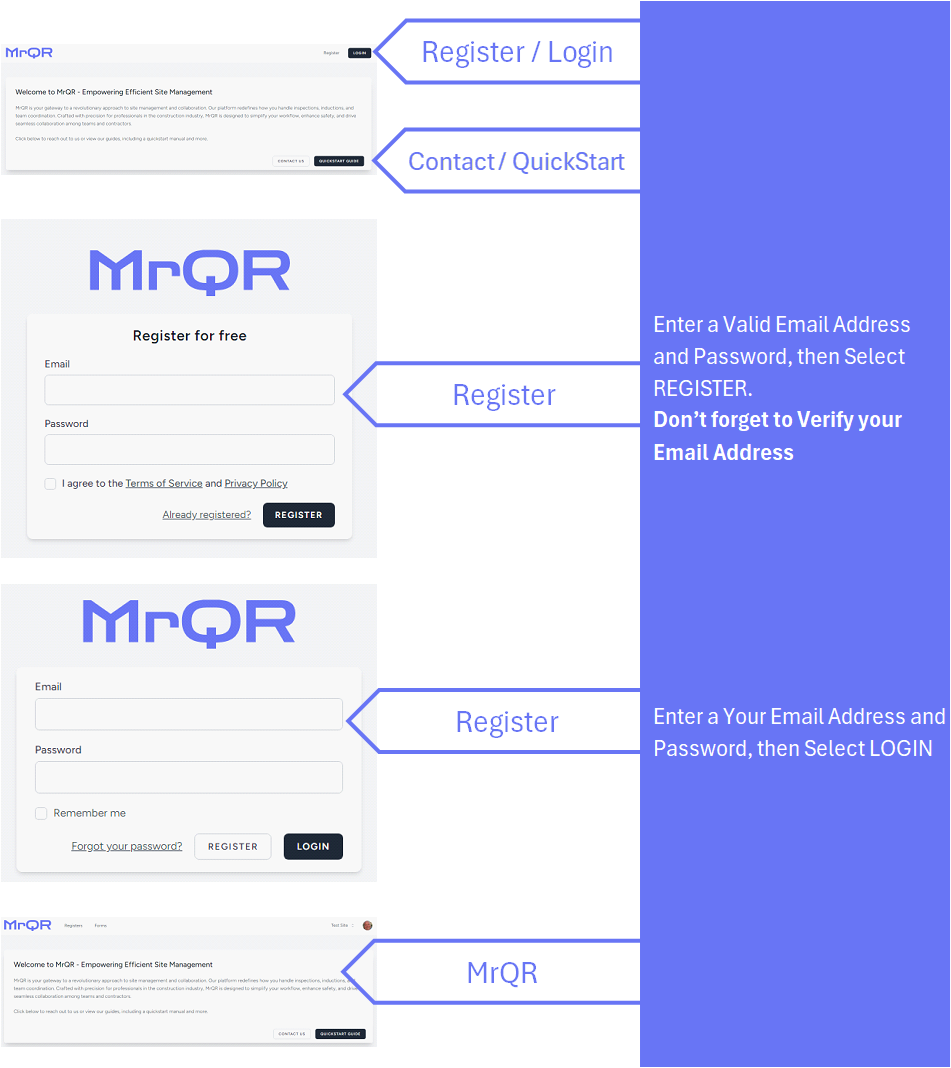 MrQR
Register
LOGIN
Register / Login
Welcome to MrQR - Empowering Efficient Site Management
MrQR is your gateway to a revolutionary approach to site management and collaboration. Our platform redefines how you handle inspections, inductions, and
team coordination. Crafted with precision for professionals in the construction industry, MrQR is designed to simplify your workflow, enhance safety, and drive
seamless collaboration among teams and contractors.
Click below to reach out to us or view our guides, including a quickstart manual and more.
CONTACT US
QUICKSTART GUIDE
Contact / QuickStart
MrQR
Register for free
Email
Password
I agree to the Terms of Service and Privacy Policy
Already registered?
REGISTER
Register
Enter a Valid Email Address
and Password, then Select
REGISTER.
Don't forget to Verify your
Email Address
MrQR
Email
Password
Remember me
Forgot your password?
REGISTER
LOGIN
Register
Enter a Your Email Address and
Password, then Select LOGIN
MrQR
Registers
Forms
Test Site
Welcome to MrQR - Empowering Efficient Site Management
MrQR is your gateway to a revolutionary approach to site management and collaboration. Our platform redefines how you handle inspections, inductions,
team coordination. Crafted with precision for professionals in the construction industry, MrQR is designed to simplify your workflow, enhance safety, and
seamless collaboration among teams and contractors.
Click below to reach out to us or view our guides, including a quickstart manual and more.
CONTACT US
QUICKSTART GUIDE
MrQR